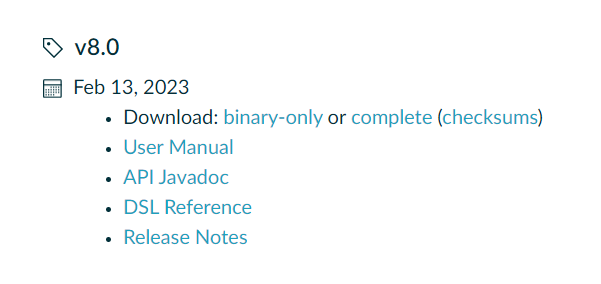 v8.0
Feb 13, 2023
• Download: binary-only or complete (checksums)
• User Manual
• API Javadoc
• DSL Reference
• Release Notes